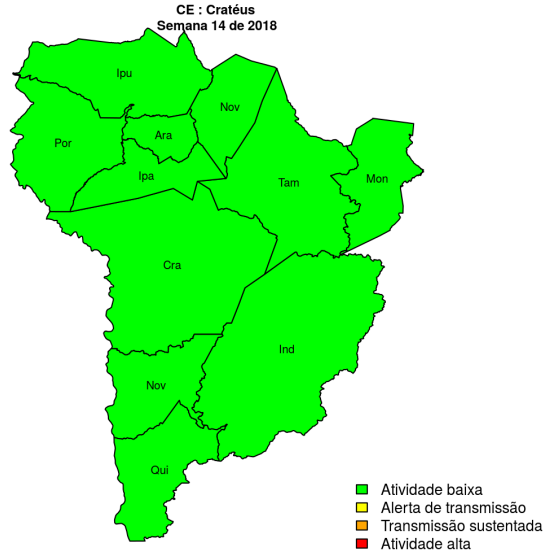 CE : Cratéus
Semana 14 de 2018
Ipu
Nov
Por
Ara
Ipa
Tam
Mon
Cra
Ind
Nov
Qui
Atividade baixa
Alerta de transmissão
Transmissão sustentada
Atividade alta